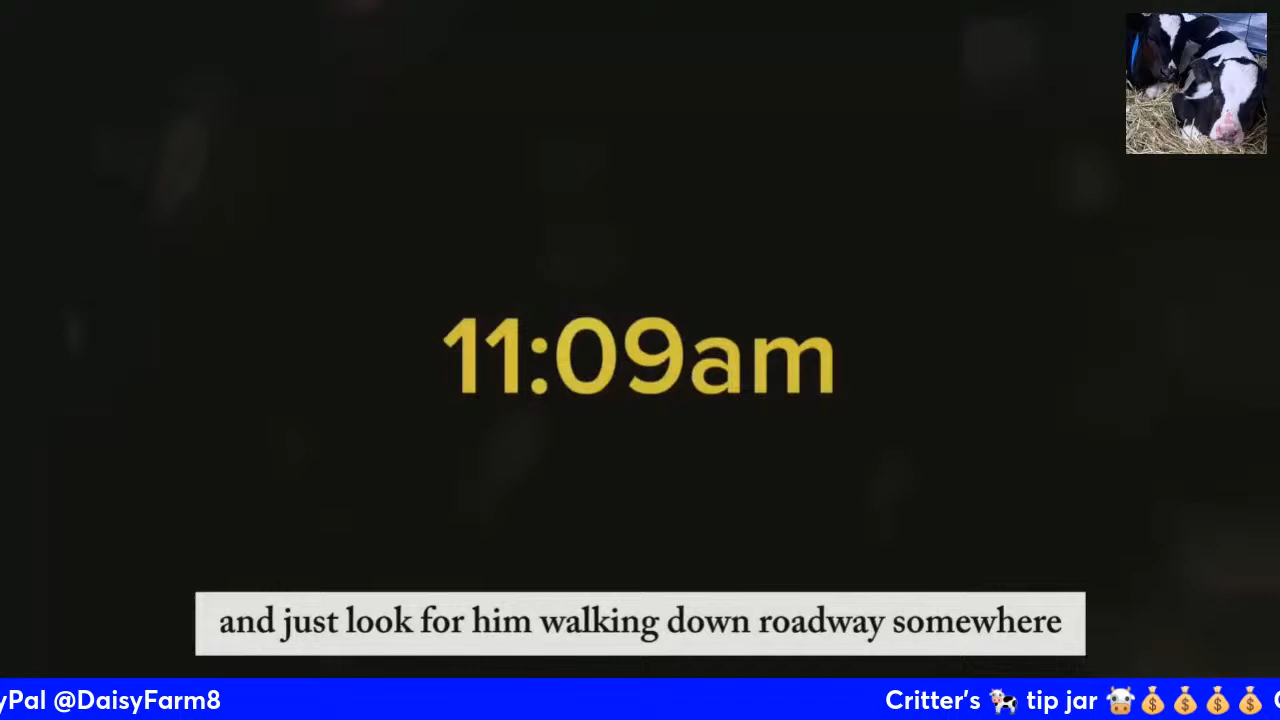 11:09am
and just look for him walking down roadway somewhere
yPal @DaisyFarm8 Critter's 🐄 tip jar 🐮💰💰💰💰